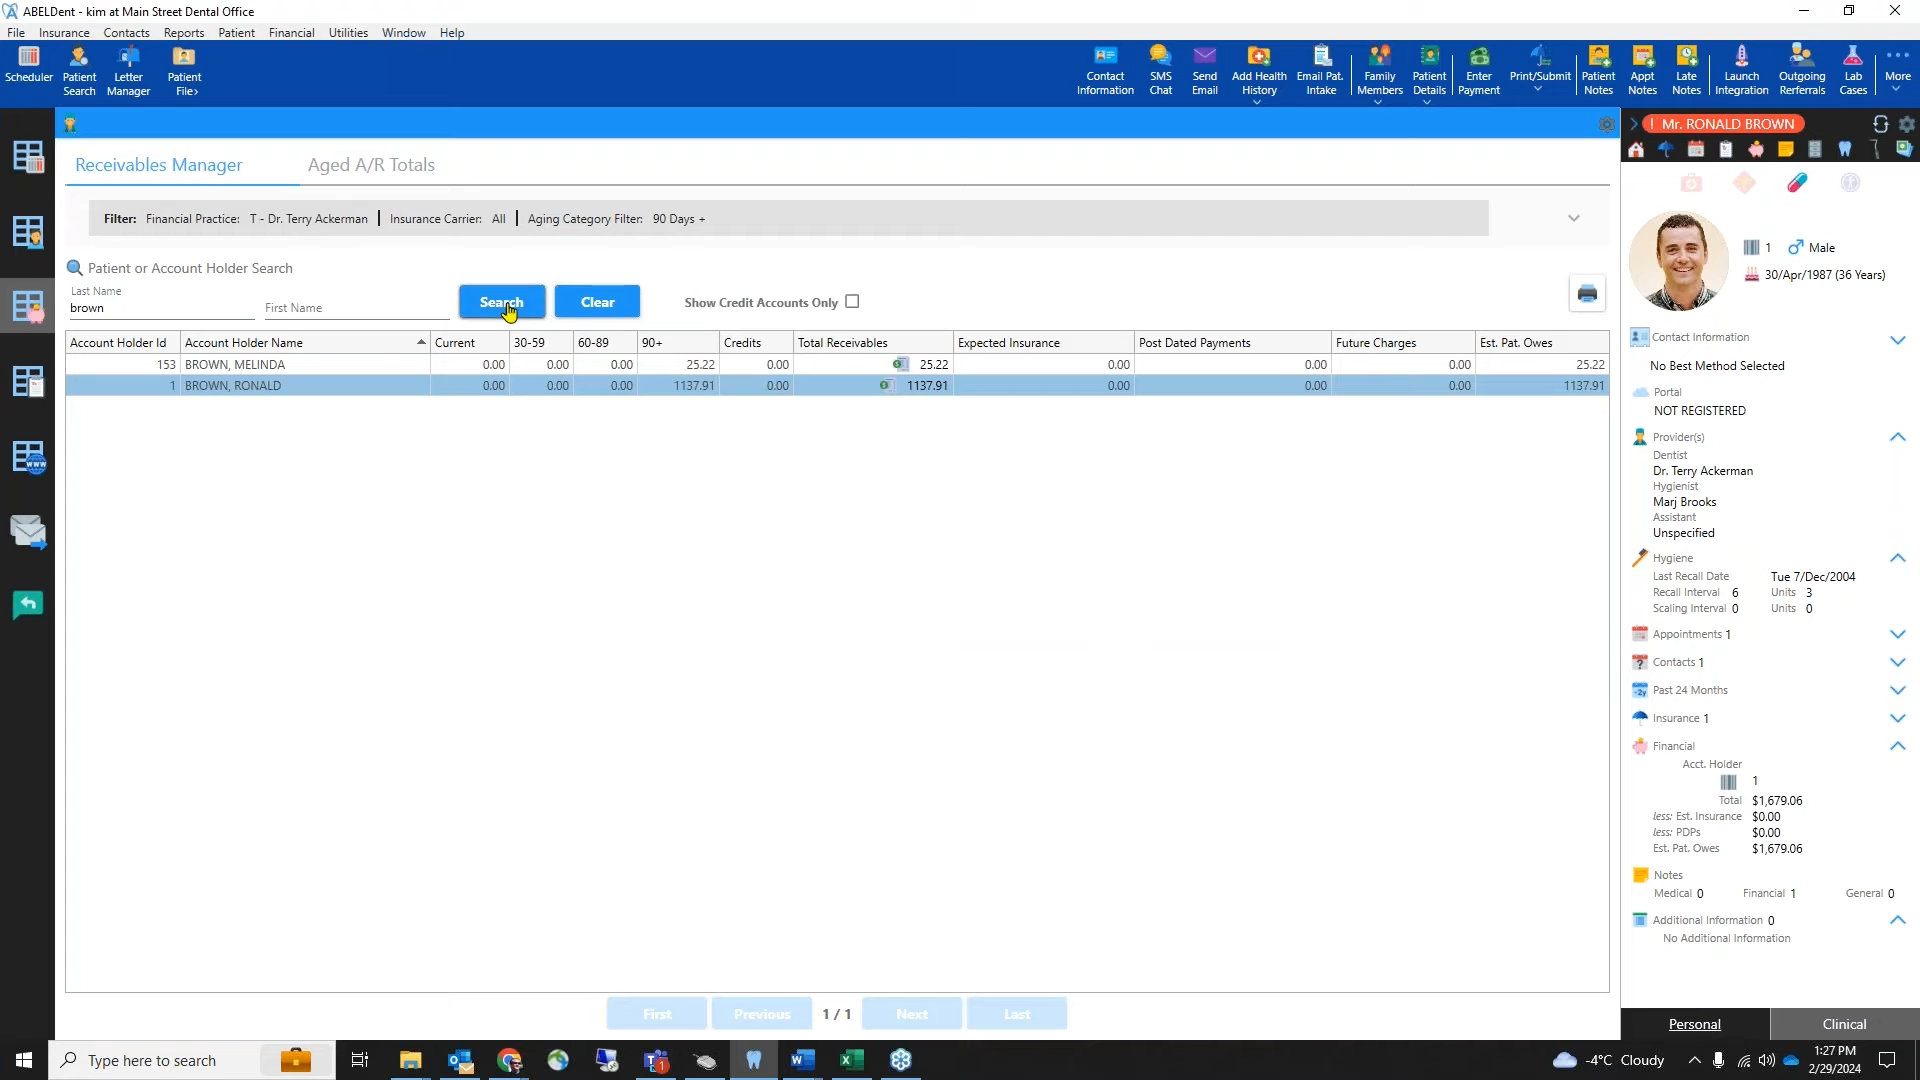 ABELDent - kim at Main Street Dental Office
File Insurance Contacts Reports Patient Financial Utilities Window Help
Scheduler
Patient Search
Letter Manager
Patient File>
Contact Information
SMS Chat
Send Email
Add Health History
Email Pat. Intake
Family Members
Patient Details
Enter Payment
Print/Submit
Patient Notes
Appt Notes
Late Notes
Launch Integration
Outgoing Rerferrals
Lab Cases
More
Receivables Manager Aged A/R Totals
Filter: Financial Practice: T - Dr. Terry Ackerman | Insurance Carrier: All | Aging Category Filter: 90 Days +
Patient or Account Holder Search
Last Name
brown First Name Search Clear Show Credit Accounts Only
Account Holder Id Account Holder Name Current 30-59 60-89 90+ Credits Total Receivables Expected Insurance Post Dated Payments Future Charges Est. Pat. Owes
153 BROWN, MELINDA 0.00 0.00 0.00 25.22 0.00 25.22 0.00 0.00 0.00 25.22
1 BROWN, RONALD 0.00 0.00 0.00 1137.91 0.00 1137.91 0.00 0.00 0.00 1137.91
First Previous 1 / 1 Next Last
! Mr. RONALD BROWN
1 Male
30/Apr/1987 (36 Years)
Contact Information
No Best Method Selected
Portal
NOT REGISTERED
Provider(s)
Dentist
Dr. Terry Ackerman
Hygienist
Marj Brooks
Assistant
Unspecified
Hygiene
Last Recall Date Tue 7/Dec/2004
Recall Interval 6 Units 3
Scaling Interval 0 Units 0
Appointments 1
Contacts 1
-2y Past 24 Months
Insurance 1
Financial
Acct. Holder
1
Total $1,679.06
less: Est. Insurance $0.00
less: PDPs $0.00
Est. Pat. Owes $1,679.06
Notes
Medical 0 Financial 1 General 0
Additional Information 0
No Additional Information
Personal Clinical
www
Type here to search
-4°C Cloudy
1:27 PM
2/29/2024